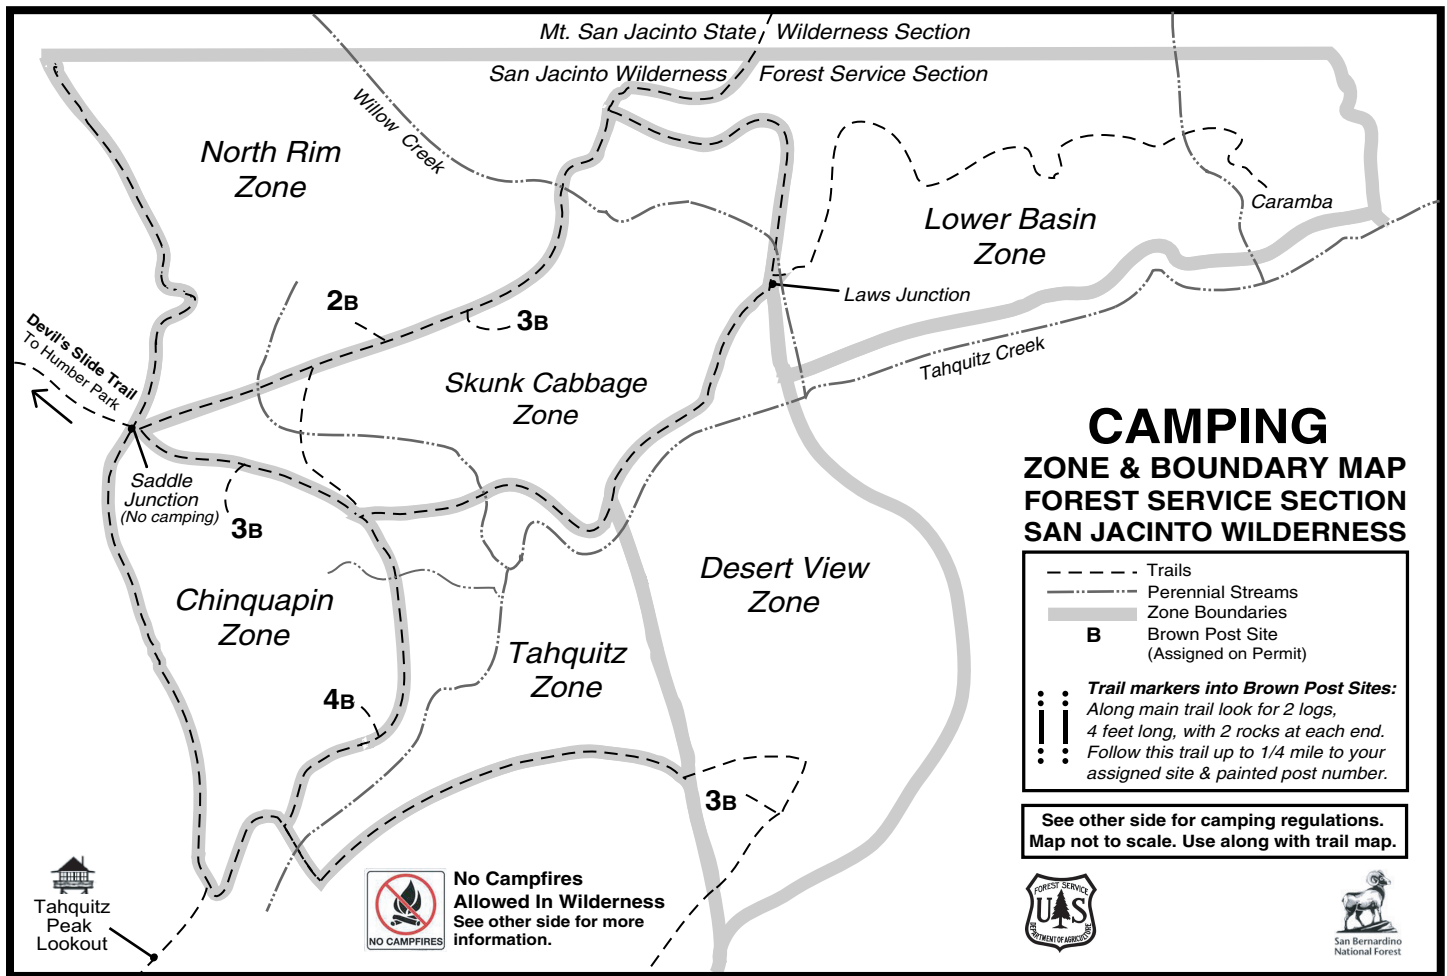 Mt. San Jacinto State Wilderness Section
San Jacinto Wilderness Forest Service Section
Willow Creek
North Rim
Zone
Lower Basin
Zone
Caramba
Laws Junction
Tahquitz Creek
2B
3B
Devil's Slide Trail
To Humber Park
Skunk Cabbage
Zone
Saddle
Junction
(No camping)
3B
Chinquapin
Zone
4B
Tahquitz
Zone
Desert View
Zone
3B
CAMPING
ZONE & BOUNDARY MAP
FOREST SERVICE SECTION
SAN JACINTO WILDERNESS
Trails
Perennial Streams
Zone Boundaries
B Brown Post Site
(Assigned on Permit)
Trail markers into Brown Post Sites:
Along main trail look for 2 logs,
4 feet long, with 2 rocks at each end.
Follow this trail up to 1/4 mile to your
assigned site & painted post number.
See other side for camping regulations.
Map not to scale. Use along with trail map.
Tahquitz
Peak
Lookout
NO CAMPFIRES
No Campfires
Allowed In Wilderness
See other side for more
information.
FOREST SERVICE
US
DEPARTMENT OF AGRICULTURE
San Bernardino
National Forest